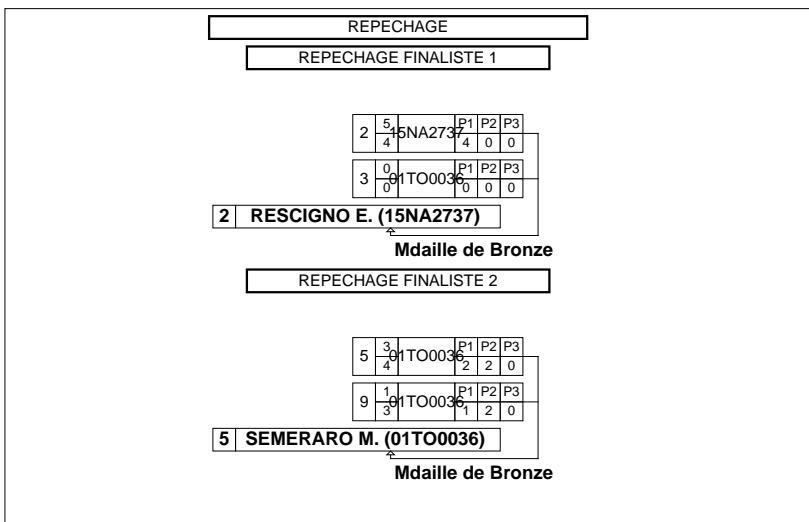 REPECHAGE
REPECHAGE FINALISTE 1
2 5 15NA2737 P1 P2 P3
4 4 0 0
3 0 01TO0036 P1 P2 P3
0 0 0 0
2 RESCIGNO E. (15NA2737)
Mdaille de Bronze
REPECHAGE FINALISTE 2
5 3 01TO0036 P1 P2 P3
4 2 2 0
9 1 01TO0036 P1 P2 P3
3 1 2 0
5 SEMERARO M. (01TO0036)
Mdaille de Bronze